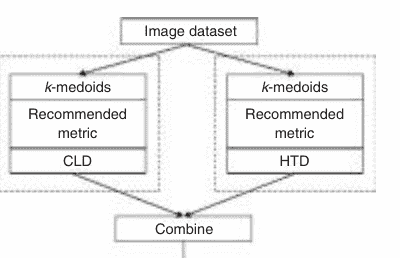 Image dataset
k-medoids
Recommended
metric
CLD
k-medoids
Recommended
metric
HTD
Combine